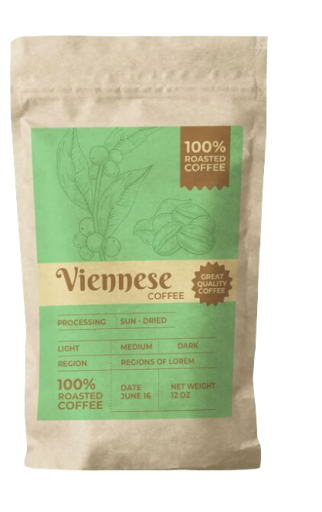 100%
ROASTED
COFFEE
Viennese
COFFEE
GREAT
QUALITY
COFFEE
PROCESSING SUN - DRIED
LIGHT MEDIUM DARK
REGION REGIONS OF LOREM
100%
ROASTED
COFFEE
DATE
JUNE 16
NET WEIGHT
12 OZ